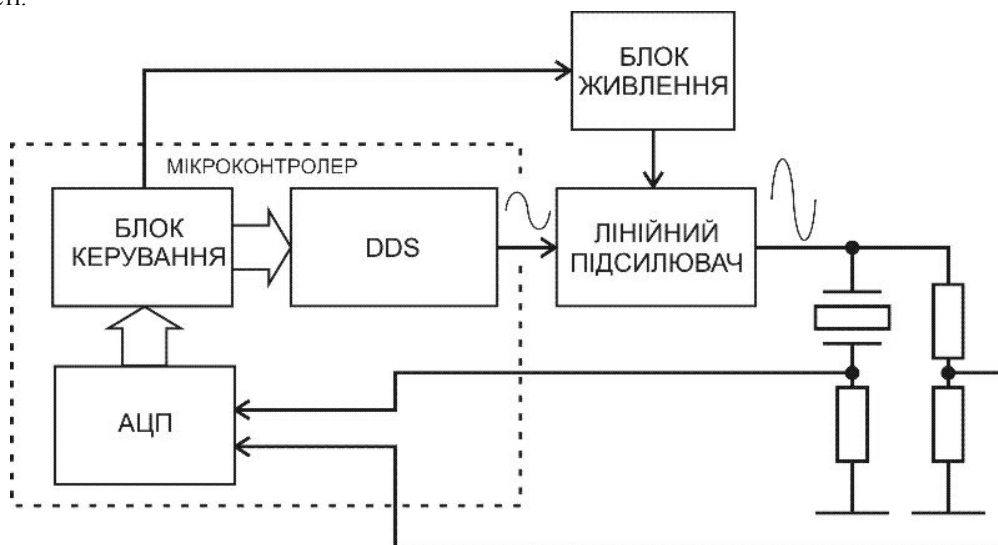 БЛОК
ЖИВЛЕННЯ
МІКРОКОНТРОЛЕР
БЛОК
КЕРУВАННЯ
DDS
ЛІНІЙНИЙ
ПІДСИЛЮВАЧ
АЦП